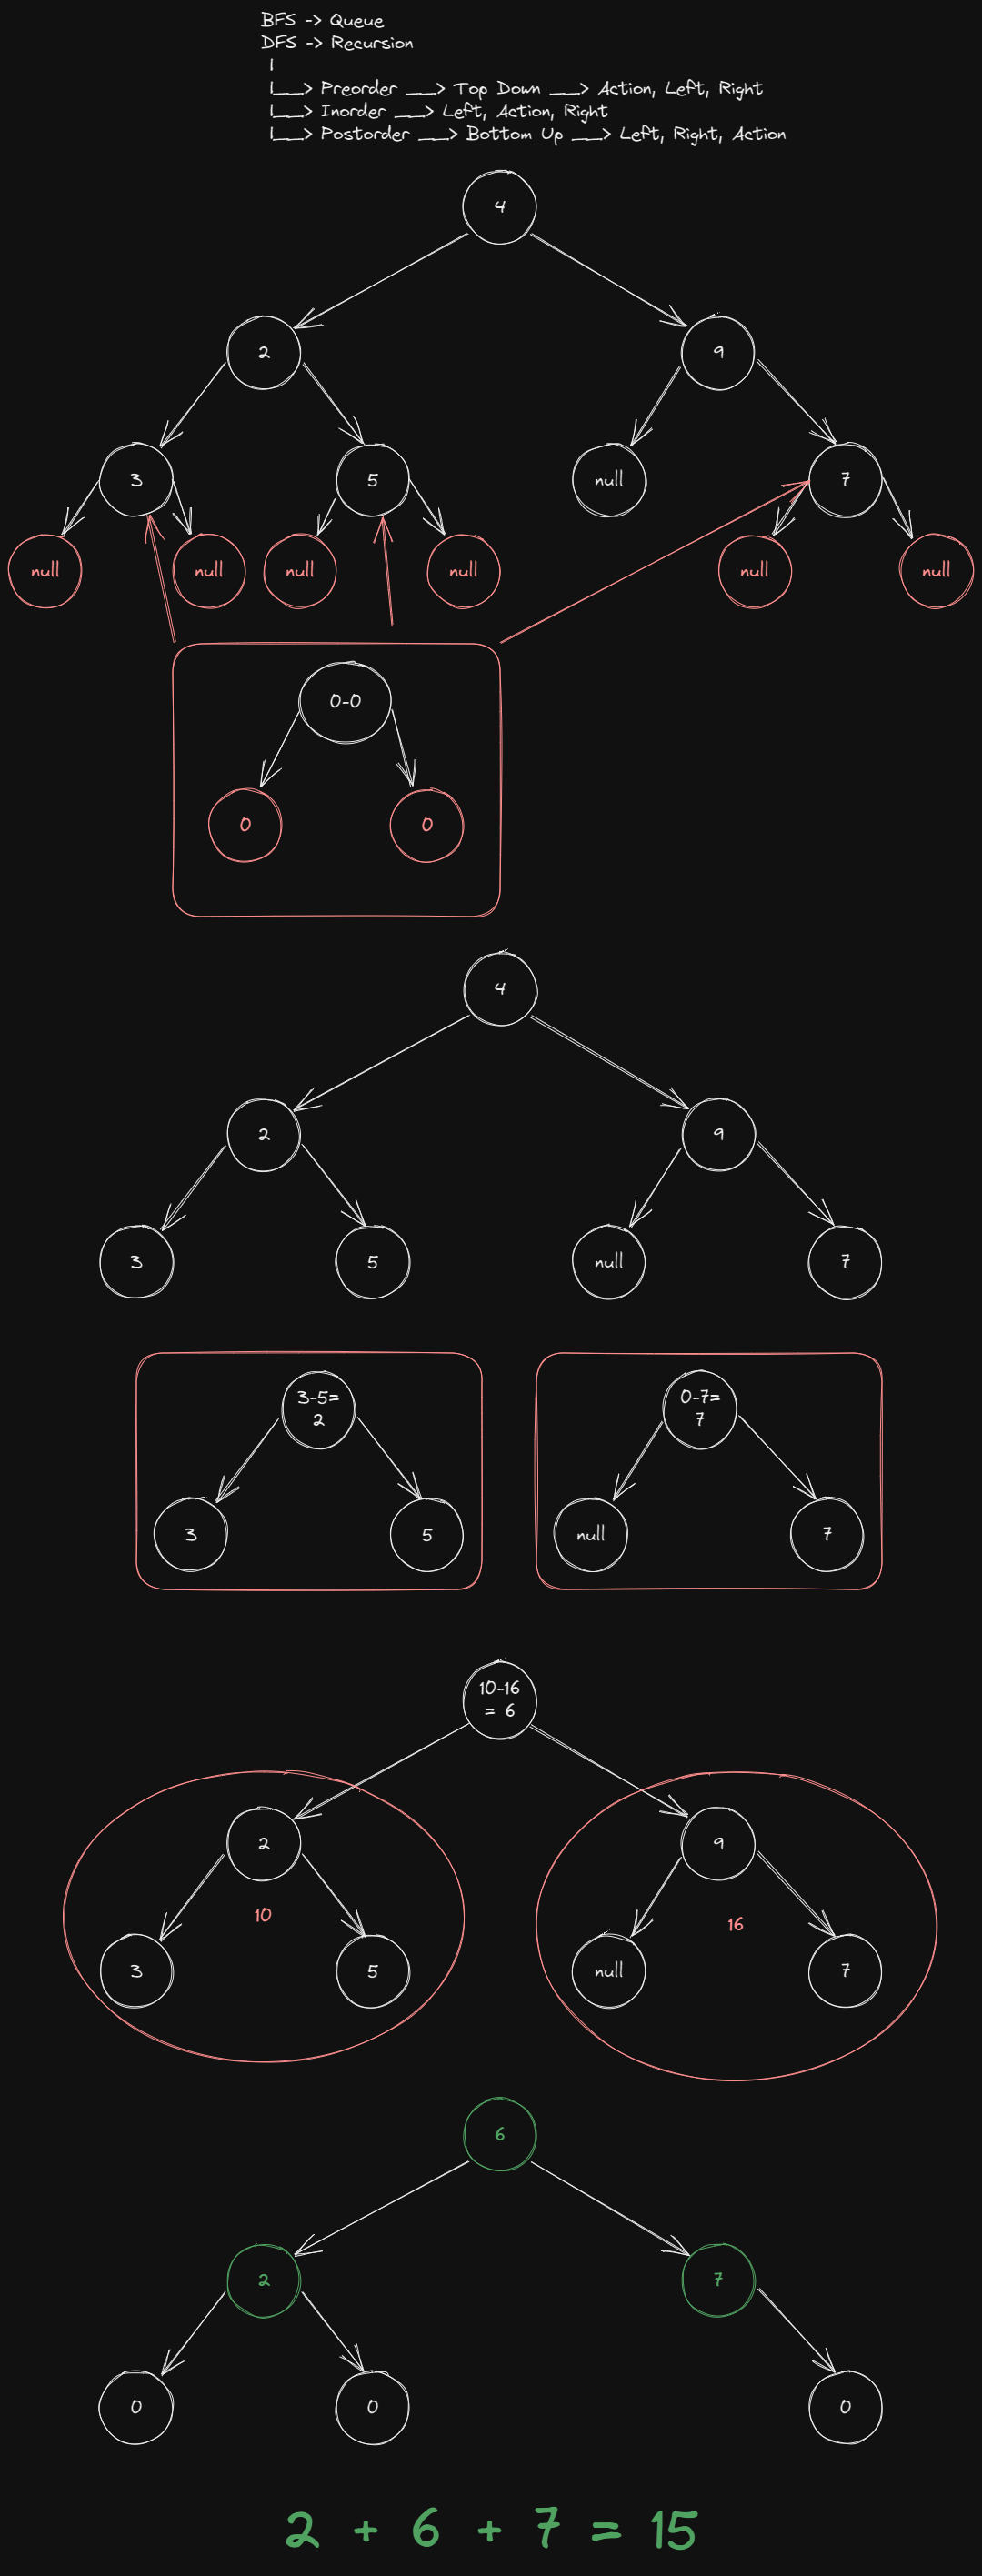 BFS -> Queue
DFS -> Recursion
|
|___> Preorder ___> Top Down ___> Action, Left, Right
|___> Inorder ___> Left, Action, Right
|___> Postorder ___> Bottom Up ___> Left, Right, Action
4
2
9
3
5
null
7
null
null
null
null
null
null
0-0
0
0
4
2
9
3
5
null
7
3-5=
2
0-7=
7
3
5
null
7
10-16
= 6
2
9
10
16
3
5
null
7
6
2
7
0
0
0
2 + 6 + 7 = 15